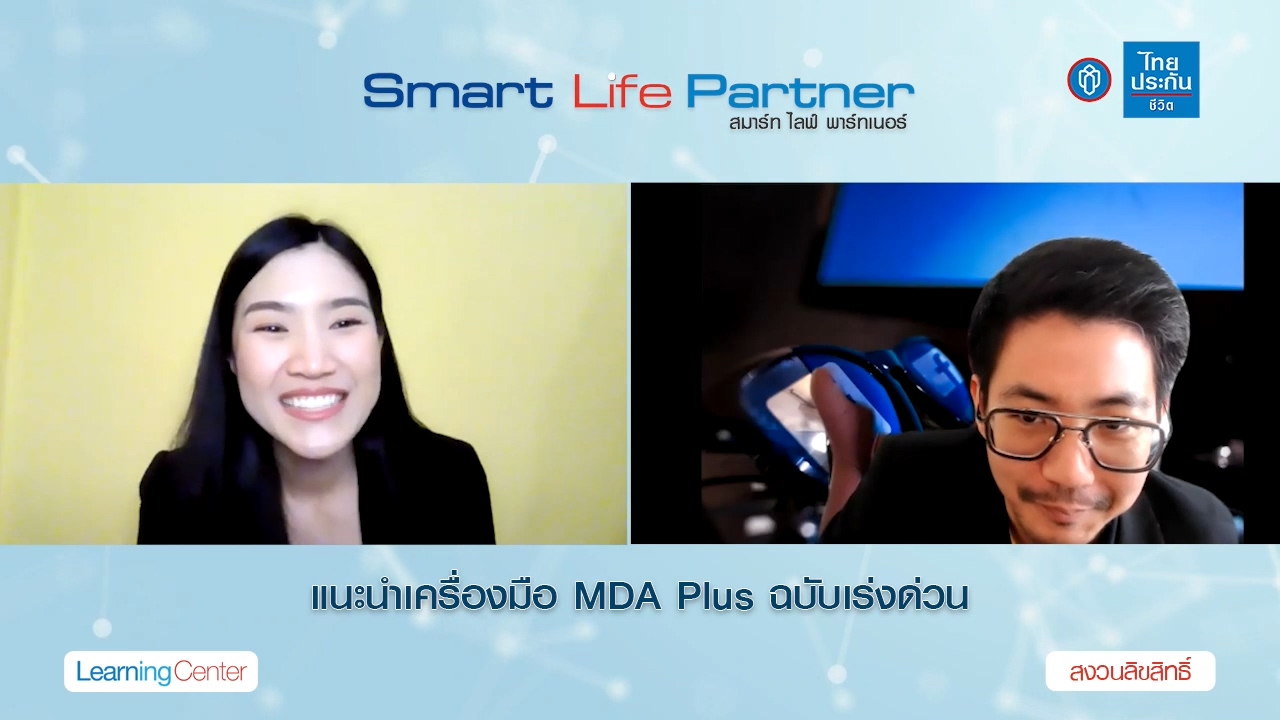 Smart Life Partner
สมาร์ท ไลฟ์ พาร์ทเนอร์
ไทย
ประกัน
ชีวิต
แนะนำเครื่องมือ MDA Plus ฉบับเร่งด่วน
LearningCenter
สงวนลิขสิทธิ์